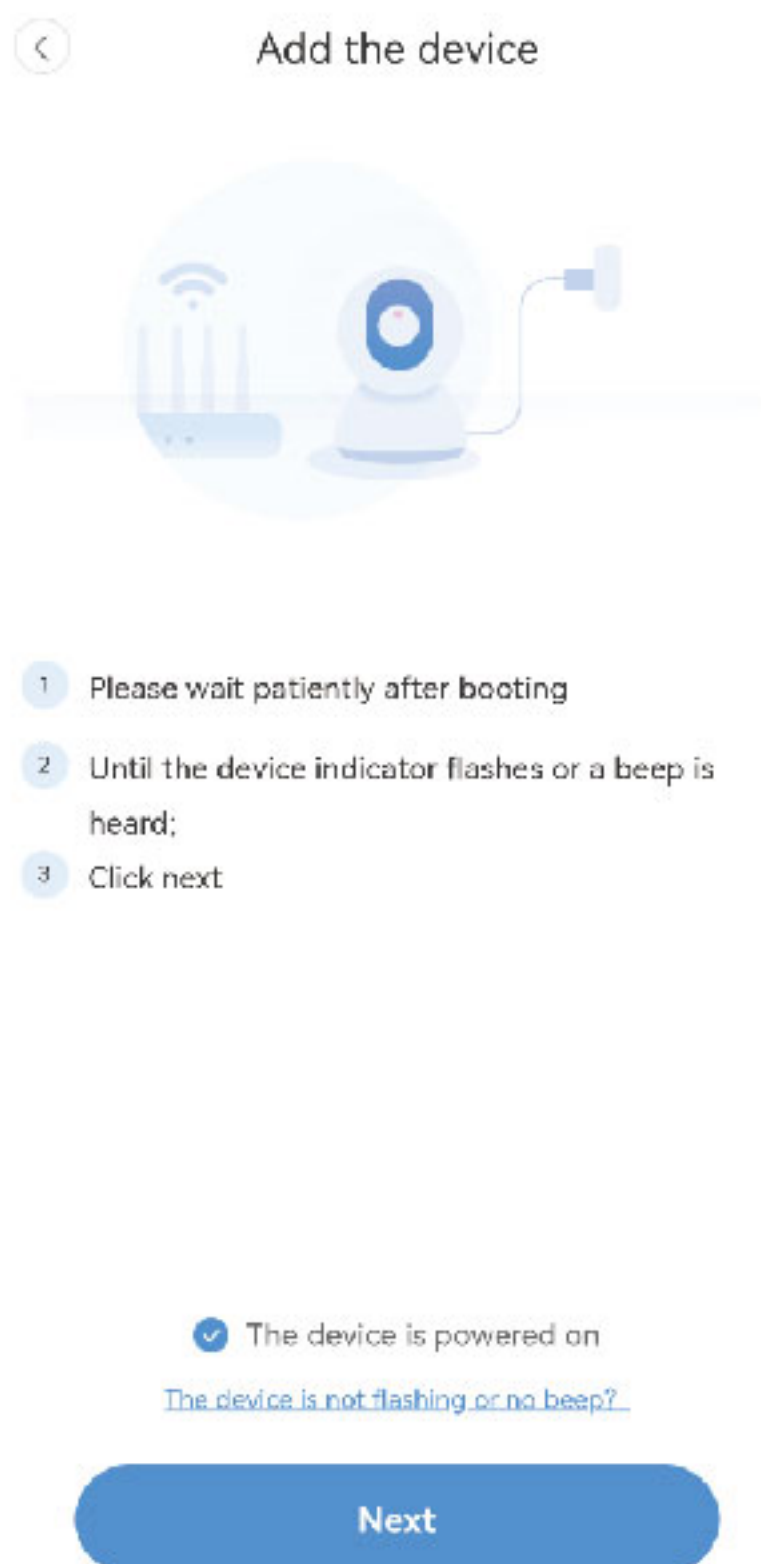 Add the device
1 Please wait patiently after booting
2 Until the device indicator flashes or a beep is
heard;
3 Click next
The device is powered on
The device is not flashing or no beep?
Next